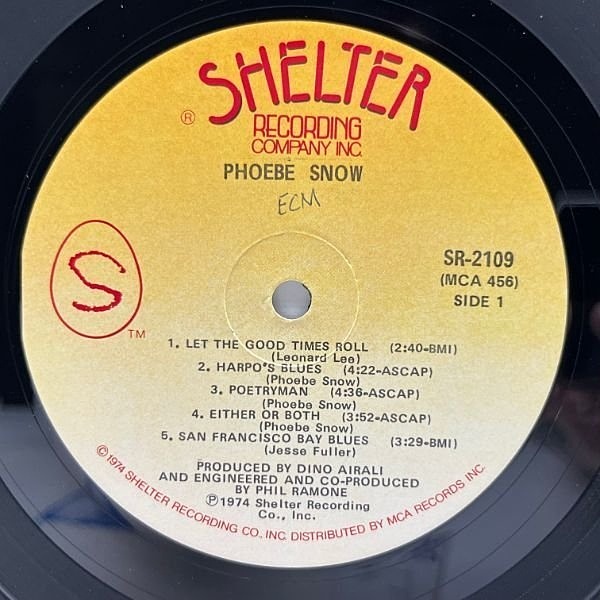 SHELTER
®
RECORDING
COMPANY INC.
PHOEBE SNOW
ECM
S
TM
SR-2109
(MCA 456)
SIDE 1
1. LET THE GOOD TIMES ROLL (2:40-BMI)
(Leonard Lee)
2. HARPO'S BLUES (4:22-ASCAP)
(Phoebe Snow)
3. POETRYMAN (4:36-ASCAP)
(Phoebe Snow)
4. EITHER OR BOTH (3:52-ASCAP)
(Phoebe Snow)
5. SAN FRANCISCO BAY BLUES (3:29-BMI)
(Jesse Fuller)
PRODUCED BY DINO AIRALI
AND ENGINEERED AND CO-PRODUCED
BY PHIL RAMONE
℗1974 Shelter Recording
Co., Inc.
©1974 SHELTER RECORDING CO., INC. DISTRIBUTED BY MCA RECORDS INC.